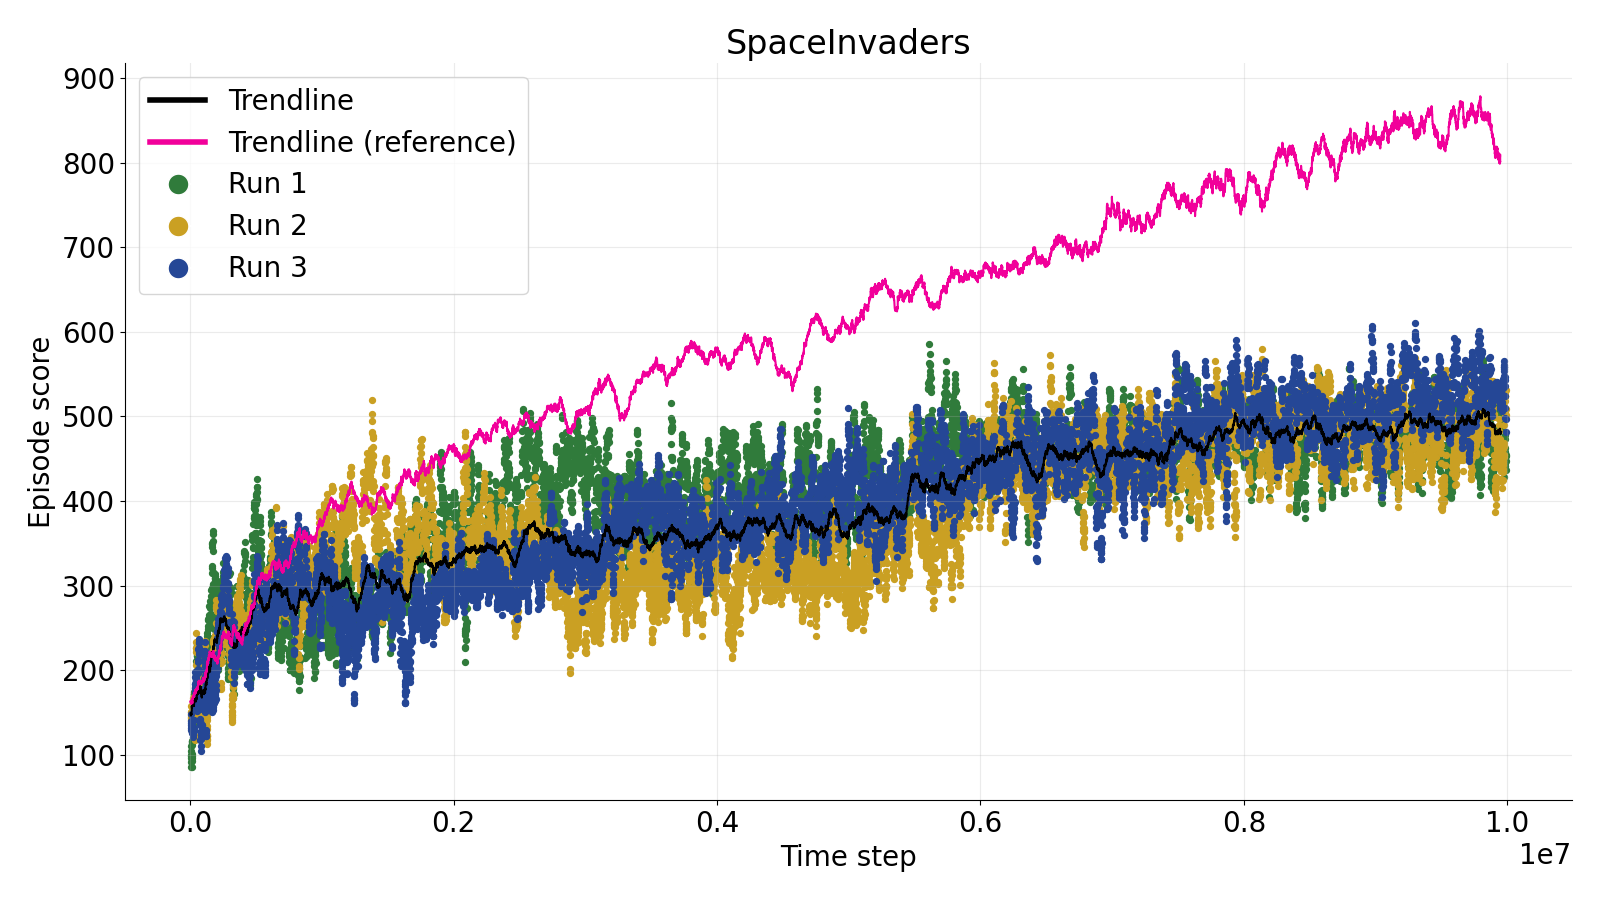 SpaceInvaders
900
800
700
600
500
400
300
200
100
Episode score
Trendline
Trendline (reference)
Run 1
Run 2
Run 3
0.0
0.2
0.4
0.6
0.8
1.0
Time step
1e7